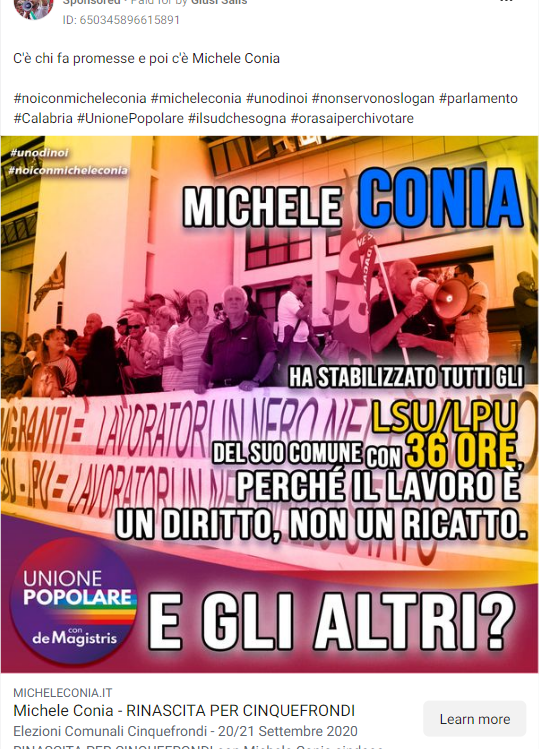 Sponsored • Paid for by Giusi Salis
ID: 650345896615891
C'è chi fa promesse e poi c'è Michele Conia
#noiconmicheleconia #micheleconia #unodinoi #nonservonoslogan #parlamento
#Calabria #UnionePopolare #ilsudchesogna #orasaiperchivotare
#unodinoi
#noiconmicheleconia
MICHELE CONIA
HA STABILIZZATO TUTTI GLI
LSU/LPU
DEL SUO COMUNE CON 36 ORE,
PERCHÉ IL LAVORO È
UN DIRITTO, NON UN RICATTO.
MIGRANTI = LAVORATORI IN NERO NE
LPU = LAVORATORI IN
UNIONE
POPOLARE
con
de Magistris
E GLI ALTRI?
MICHELECONIA.IT
Michele Conia - RINASCITA PER CINQUEFRONDI
Elezioni Comunali Cinquefrondi - 20/21 Settembre 2020
Learn more